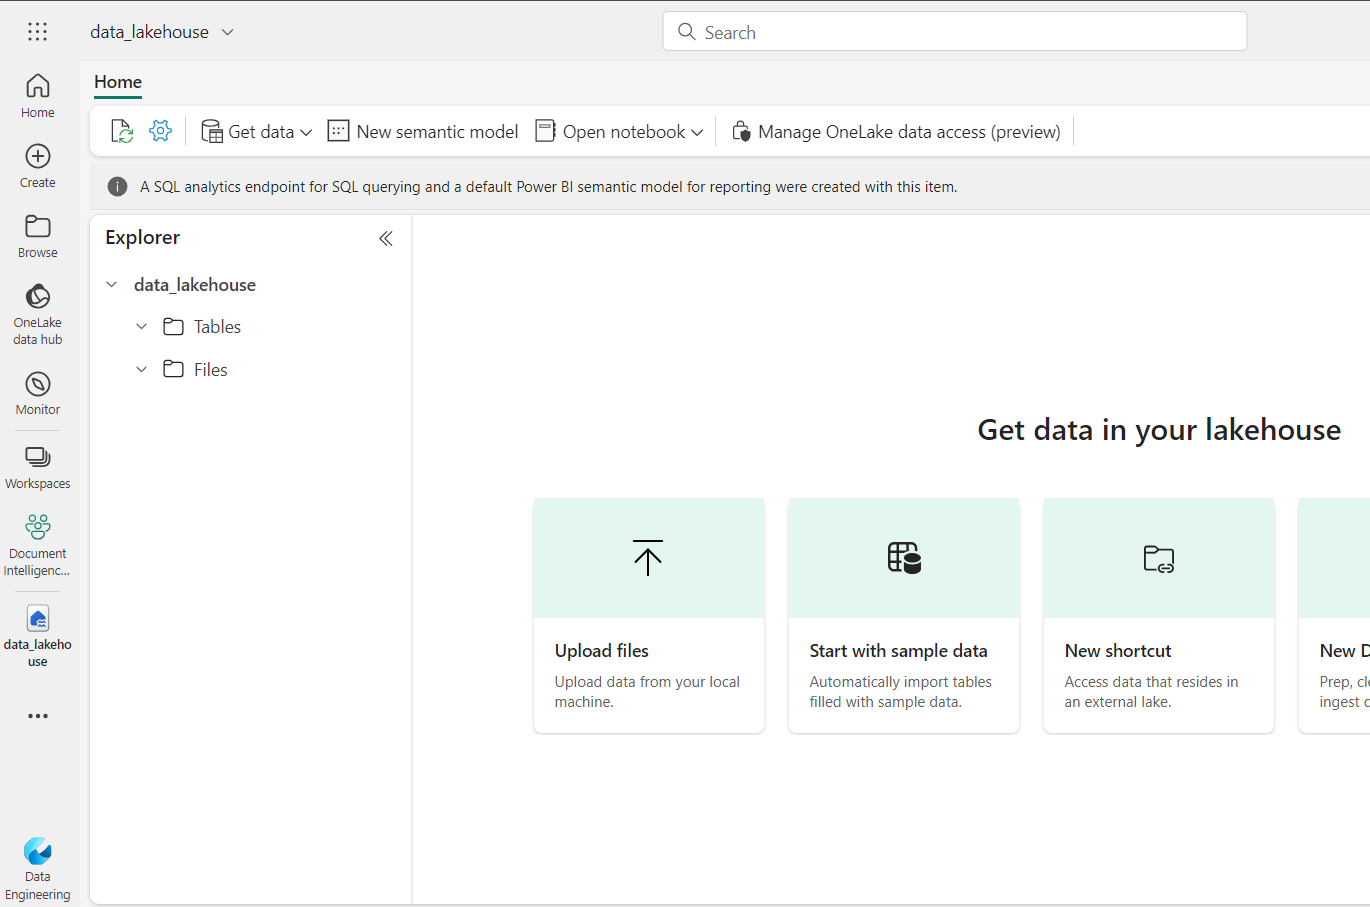 data_lakehouse
Search
Home
Home
Get data
New semantic model
Open notebook
Manage OneLake data access (preview)
Create
A SQL analytics endpoint for SQL querying and a default Power BI semantic model for reporting were created with this item.
Browse
Explorer
data_lakehouse
Tables
Files
OneLake
data hub
Monitor
Workspaces
Document
Intelligenc...
data_lakeho
use
Data
Engineering
Get data in your lakehouse
Upload files
Upload data from your local
machine.
Start with sample data
Automatically import tables
filled with sample data.
New shortcut
Access data that resides in
an external lake.
New D
Prep, cl
ingest